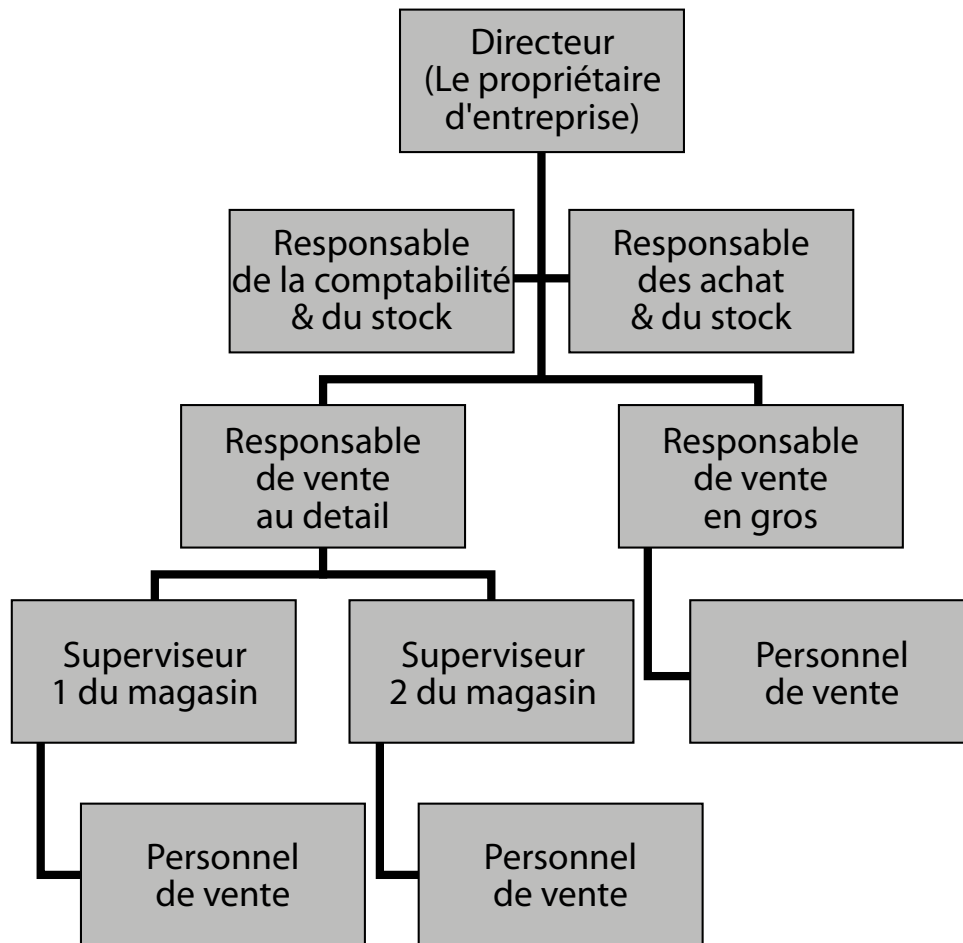 Directeur
(Le propriétaire
d'entreprise)
Responsable
de la comptabilité
& du stock
Responsable
des achat
& du stock
Responsable
de vente
au detail
Responsable
de vente
en gros
Superviseur
1 du magasin
Superviseur
2 du magasin
Personnel
de vente
Personnel
de vente
Personnel
de vente